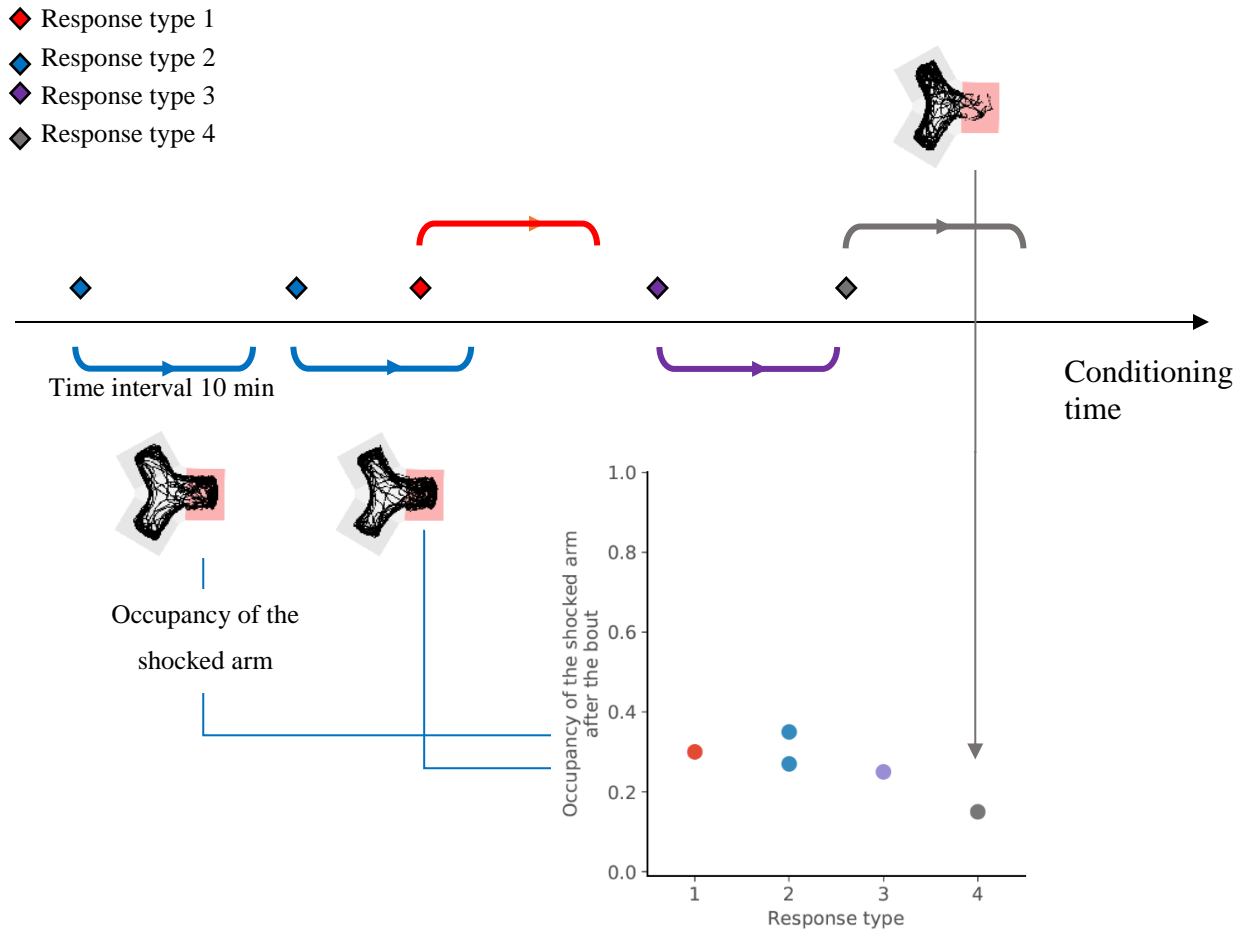 Response type 1
Response type 2
Response type 3
Response type 4
Time interval 10 min
Conditioning
time
Occupancy of the
shocked arm
Occupancy of the shocked arm
after the bout
1.0
0.8
0.6
0.4
0.2
0.0
1 2 3 4
Response type